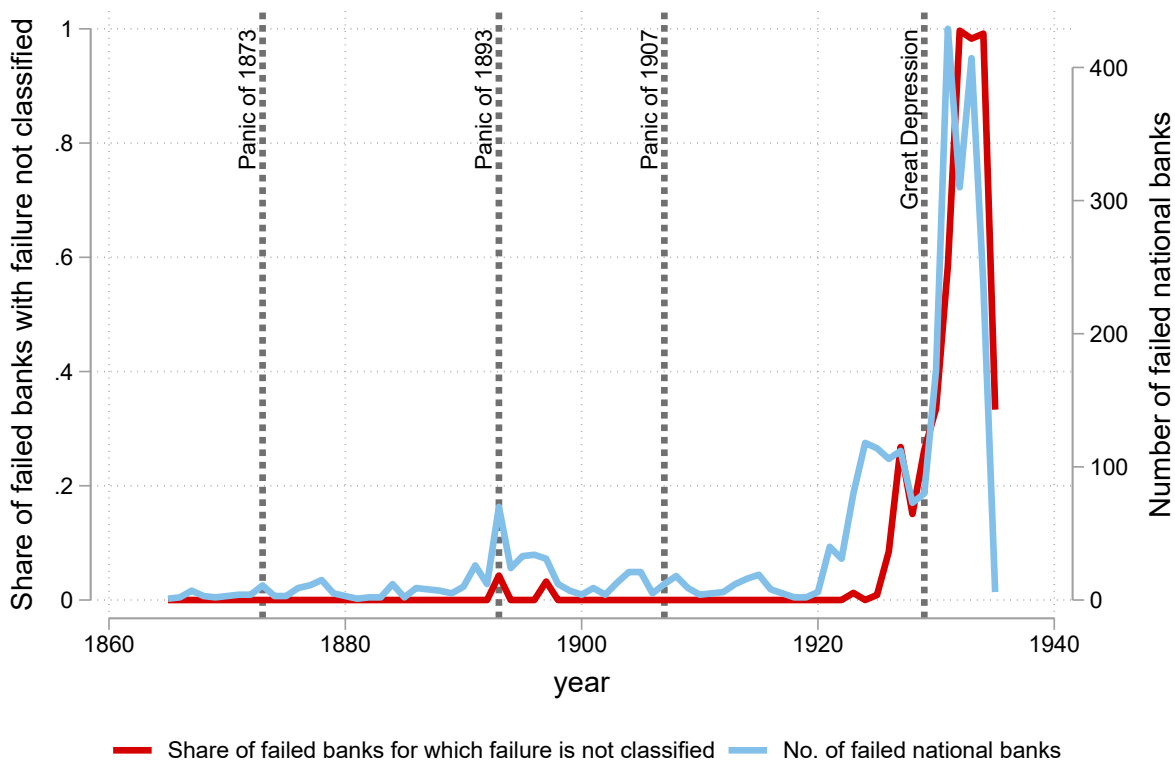 Share of failed banks with failure not classified
1
.8
.6
.4
.2
0
Panic of 1873
Panic of 1893
Panic of 1907
Great Depression
400
300
200
100
0
Number of failed national banks
1860
1880
1900
1920
1940
year
Share of failed banks for which failure is not classified
No. of failed national banks